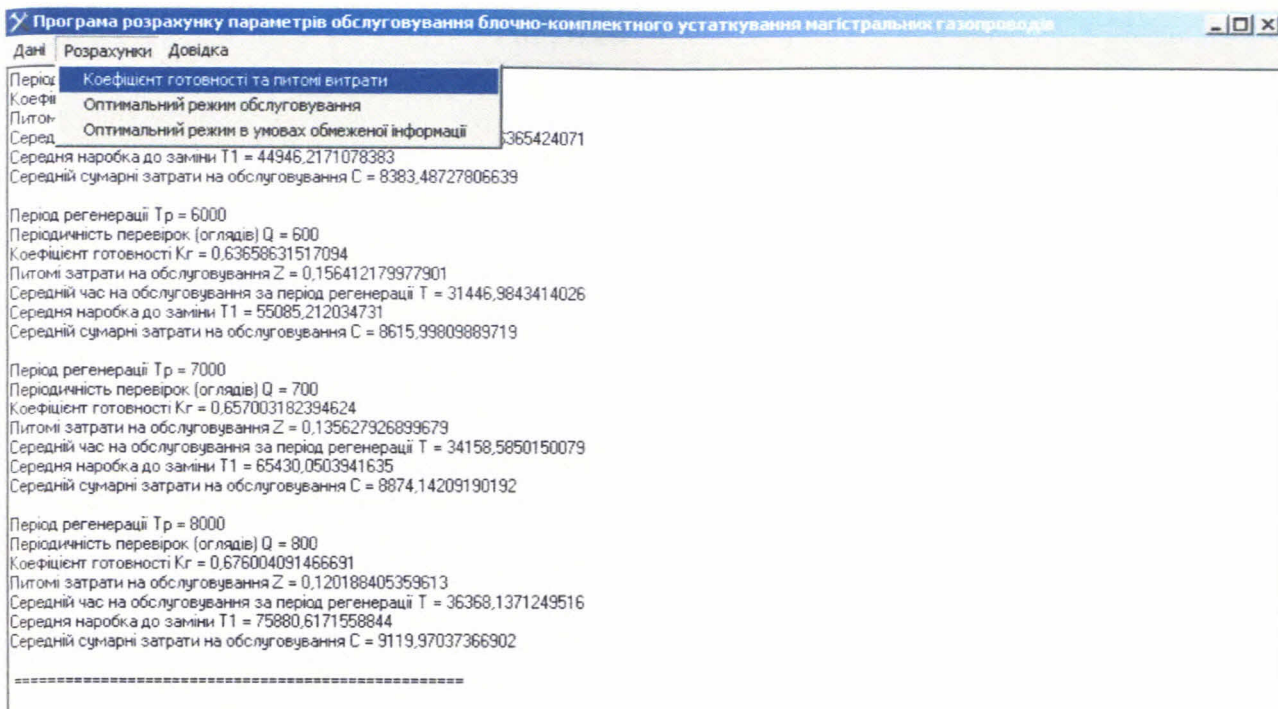 Програма розрахунку параметрів обслуговування блочно-комплектного устаткування магістральних газопроводів
Дані Розрахунки Довідка
Коефіцієнт готовності та питомі витрати
Оптимальний режим обслуговування
Оптимальний режим в умовах обмеженої інформації
6365424071
Середня наробка до заміни T1 = 44946,2171078383
Середній сумарні затрати на обслуговування C = 8383,48727806639
Період регенерації Тр = 6000
Періодичність перевірок (оглядів) Q = 600
Коефіцієнт готовності Кг = 0,63658631517094
Питомі затрати на обслуговування Z = 0,156412179977901
Середній час на обслуговування за період регенерації T = 31446,9843414026
Середня наробка до заміни T1 = 55085,212034731
Середній сумарні затрати на обслуговування C = 8615,99809889719
Період регенерації Тр = 7000
Періодичність перевірок (оглядів) Q = 700
Коефіцієнт готовності Кг = 0,657003182394624
Питомі затрати на обслуговування Z = 0,135627926899679
Середній час на обслуговування за період регенерації T = 34158,5850150079
Середня наробка до заміни T1 = 65430,0503941635
Середній сумарні затрати на обслуговування C = 8874,14209190192
Період регенерації Тр = 8000
Періодичність перевірок (оглядів) Q = 800
Коефіцієнт готовності Кг = 0,676004091466691
Питомі затрати на обслуговування Z = 0,120188405359613
Середній час на обслуговування за період регенерації T = 36368,1371249516
Середня наробка до заміни T1 = 75880,6171558844
Середній сумарні затрати на обслуговування C = 9119,97037366902
======================================================